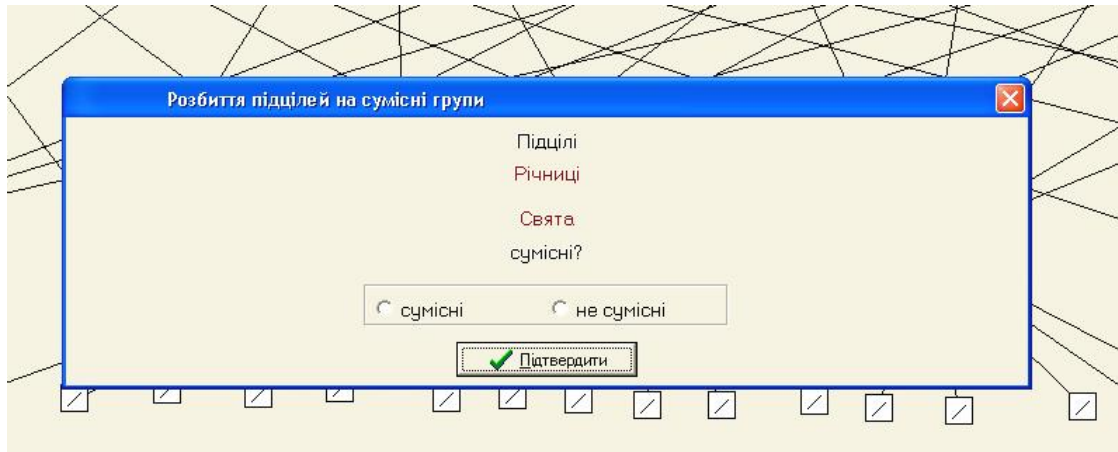 Розбиття підцілей на сумісні групи
Підцілі
Річниці
Свята
сумісні?
сумісні не сумісні
Підтвердити